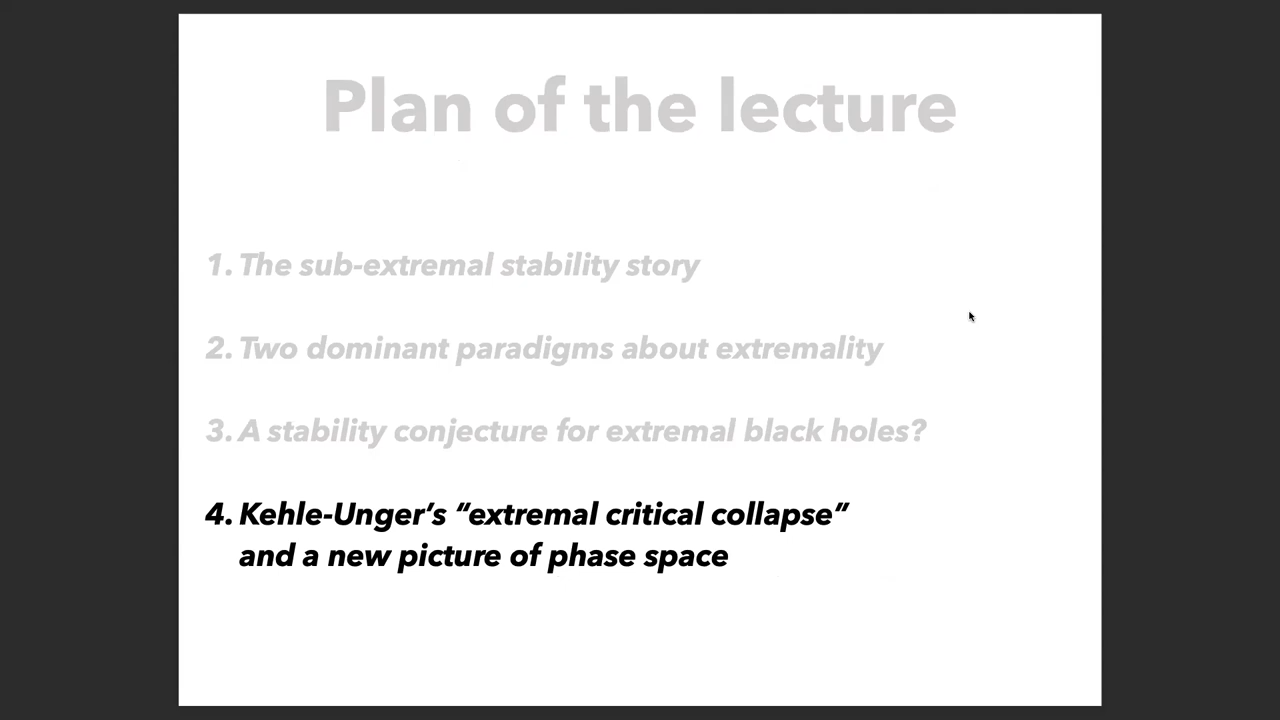 Plan of the lecture
1. The sub-extremal stability story
2. Two dominant paradigms about extremality
3. A stability conjecture for extremal black holes?
4. Kehle-Unger’s “extremal critical collapse”
and a new picture of phase space